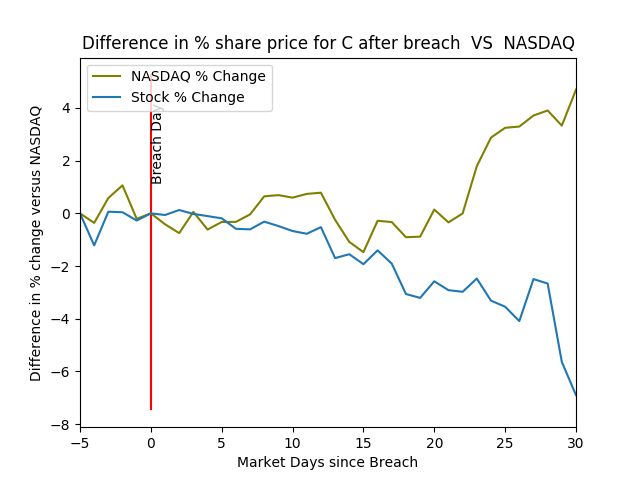 Difference in % share price for C after breach  VS  NASDAQ
NASDAQ % Change
Stock % Change
Breach Day
Difference in % change versus NASDAQ
4
2
0
−2
−4
−6
−8
−5
0
5
10
15
20
25
30
Market Days since Breach